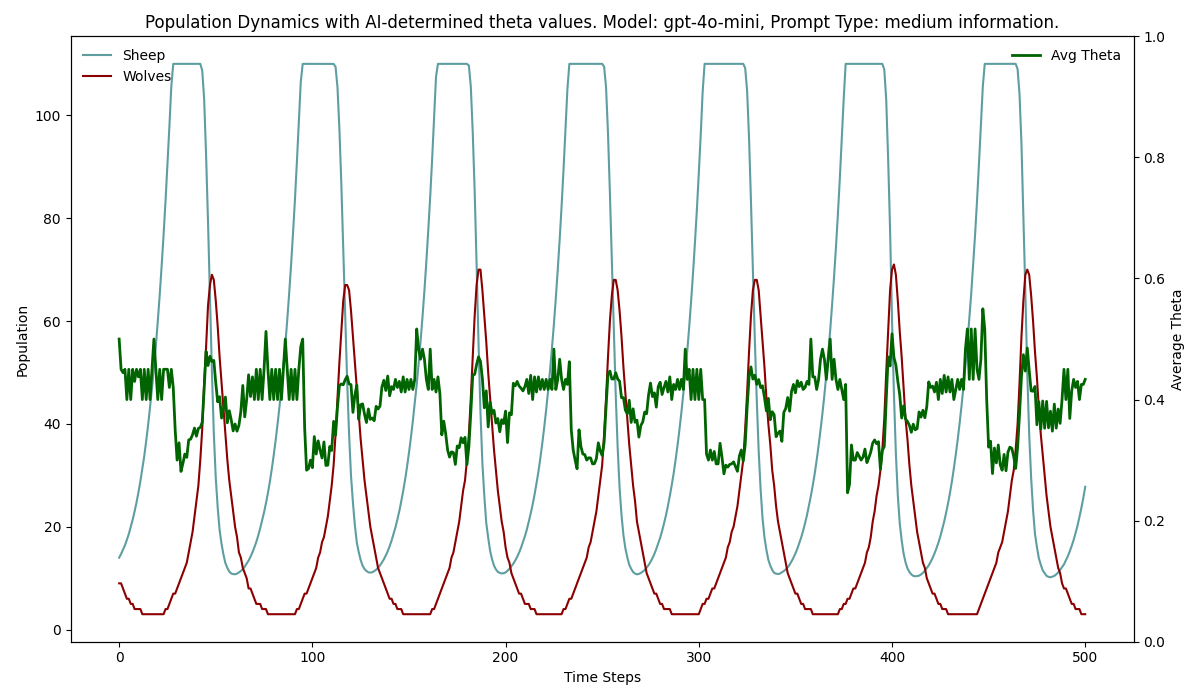 Population Dynamics with AI-determined theta values. Model: gpt-4o-mini, Prompt Type: medium information.
Sheep
Wolves
Avg Theta
Population
0
20
40
60
80
100
Average Theta
0.0
0.2
0.4
0.6
0.8
1.0
0
100
200
300
400
500
Time Steps